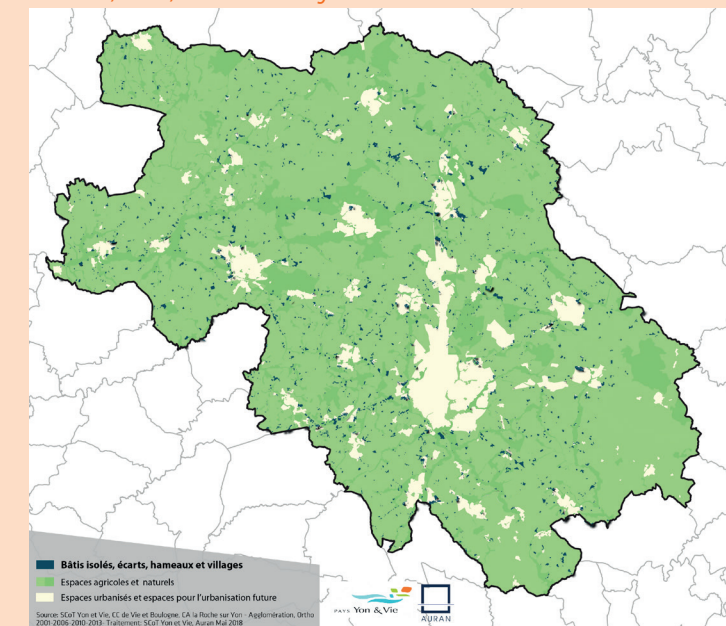 Bâtis isolés, écarts, hameaux et villages
Espaces agricoles et naturels
Espaces urbanisés et espaces pour l'urbanisation future
Source: SCoT Yon et Vie, CC de Vie et Boulogne, CA la Roche sur Yon - Agglomération, Ortho
2001-2006-2010-2013- Traitement: SCoT Yon et Vie, Auran Mai 2018
PAYS Yon & Vie
AURAN